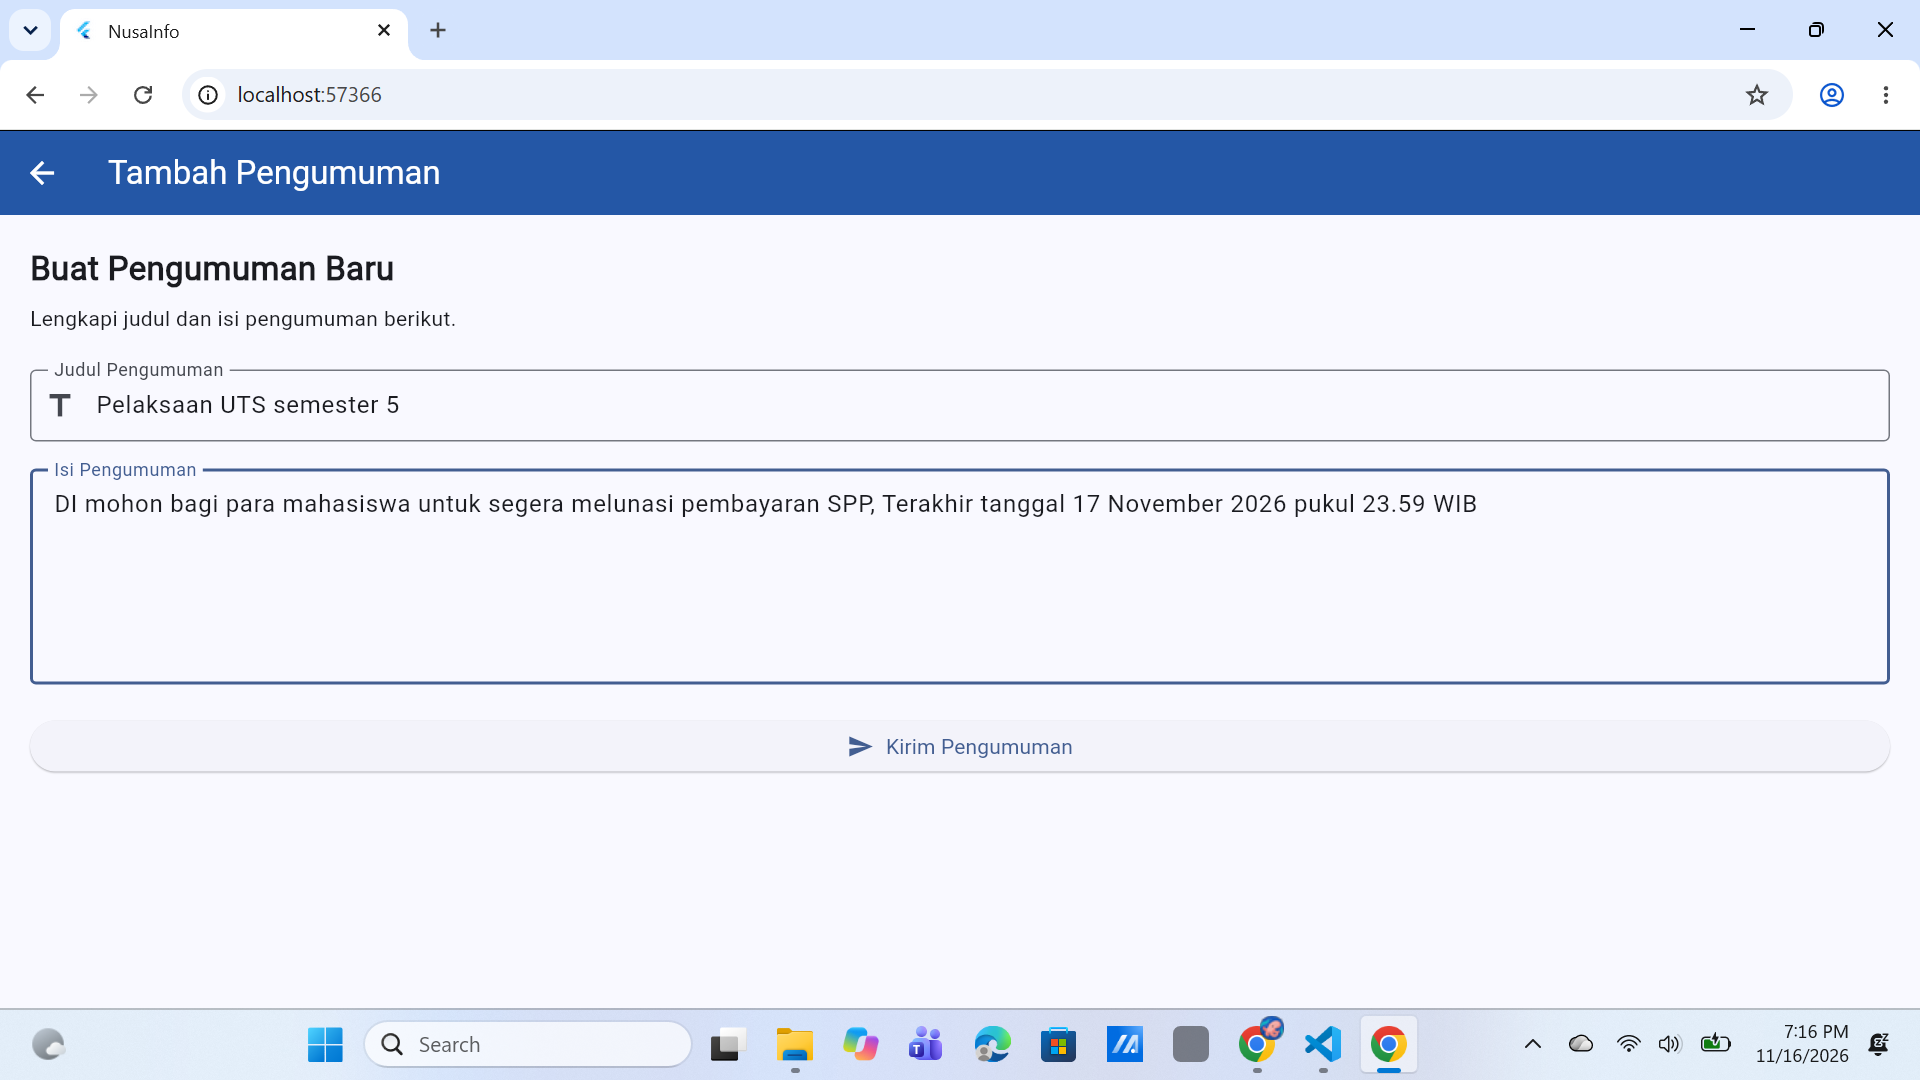 NusaInfo
localhost:57366
Tambah Pengumuman
Buat Pengumuman Baru
Lengkapi judul dan isi pengumuman berikut.
Judul Pengumuman
Pelaksaan UTS semester 5
Isi Pengumuman
DI mohon bagi para mahasiswa untuk segera melunasi pembayaran SPP, Terakhir tanggal 17 November 2026 pukul 23.59 WIB
Kirim Pengumuman
Search
7:16 PM
11/16/2026